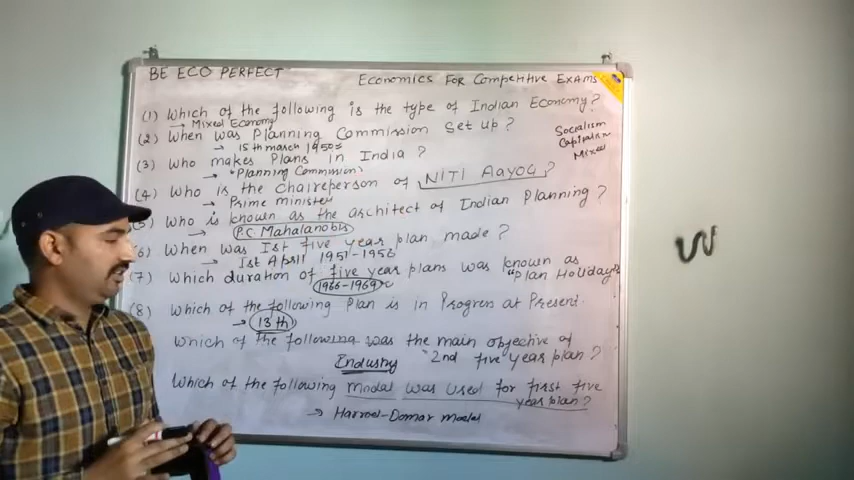 BE ECO PERFECT
Economics For Competitive Exams
(1) Which of the following is the type of Indian Economy?
→ Mixed Economy
(2) When was Planning Commission Set up?
→ 15th march 1950
Socialism
Capitalism
Mixed
(3) Who makes Plans in India?
→ "Planning Commission"
(4) Who is the Chaireperson of NITI Aayog?
→ Prime minister
5) Who is known as the architect of Indian Planning?
→ P.C. Mahalanobis
6) When was Ist five year plan made?
→ Ist April 1951-1956
(7) Which duration of five year plans was known as
"Plan Holiday"
1966-1969
(8) Which of the following Plan is in Progress at Present.
→ 13th
Which of the following was the main objective of
2nd five year plan?
Industry
Which of the following model was used for first five
year plan?
→ Harrod-Domar Model